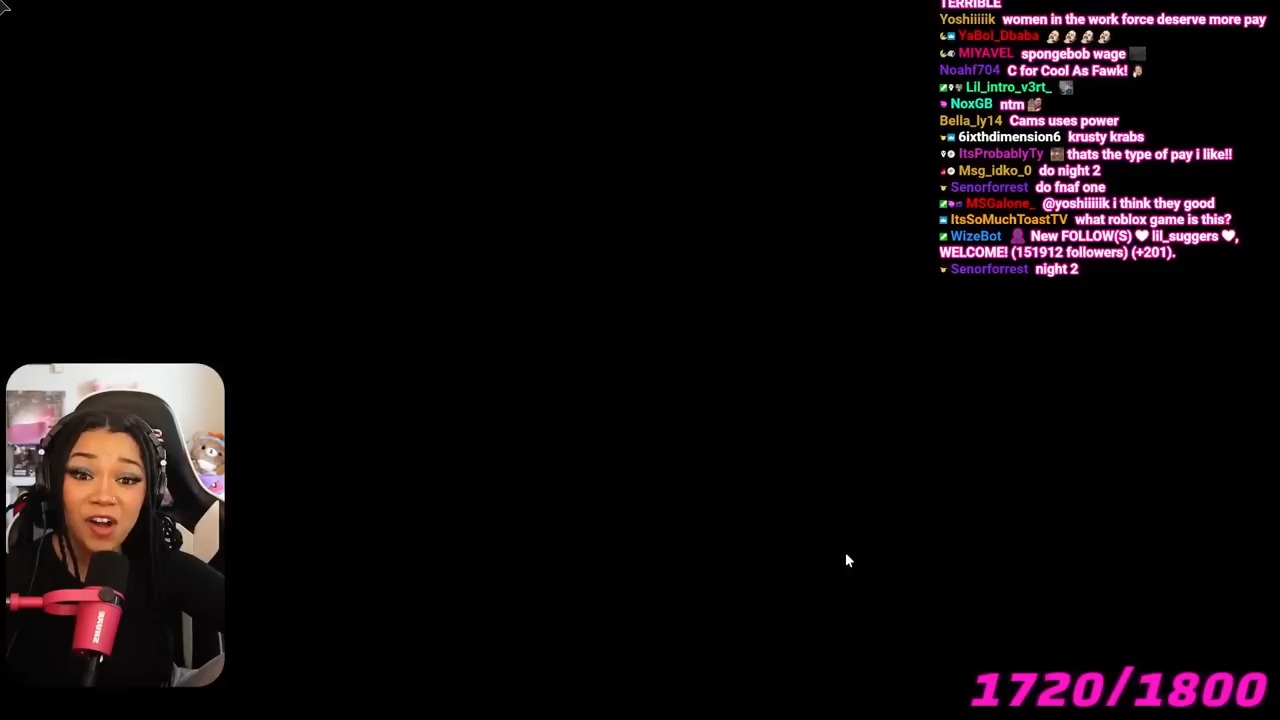 TERRIBLE
Yoshiiiiik women in the work force deserve more pay
YaBoI_Dbaba
MIYAVEL spongebob wage
Noahf704 C for Cool As Fawk!
Lil_intro_v3rt_
NoxGB ntm
Bella_ly14 Cams uses power
6ixthdimension6 krusty krabs
ItsProbablyTy thats the type of pay i like!!
Msg_idko_0 do night 2
Senorforrest do fnaf one
MSGalone_ @yoshiiiiik i think they good
ItsSoMuchToastTV what roblox game is this?
WizeBot New FOLLOW(S) lil_suggers ,
WELCOME! (151912 followers) (+201).
Senorforrest night 2
SHURE
1720/1800